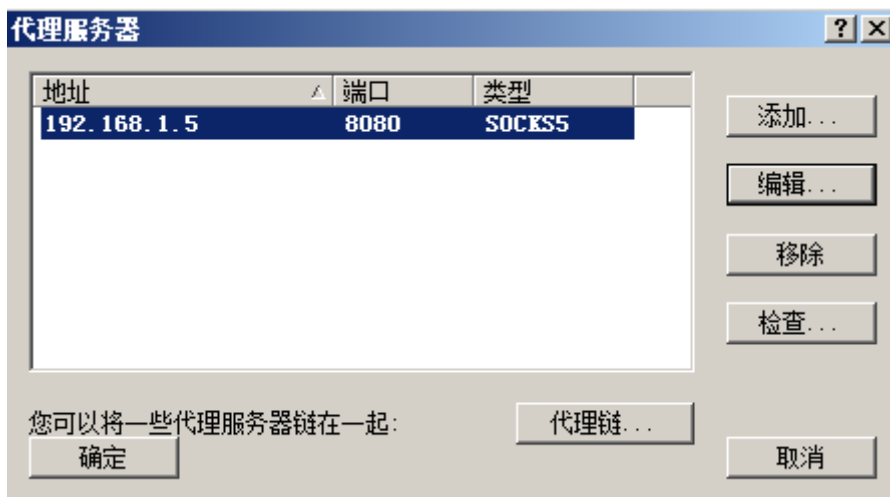 代理服务器
地址 端口 类型
192.168.1.5 8080 SOCKS5
添加...
编辑...
移除
检查...
您可以将一些代理服务器链在一起:
代理链...
确定
取消